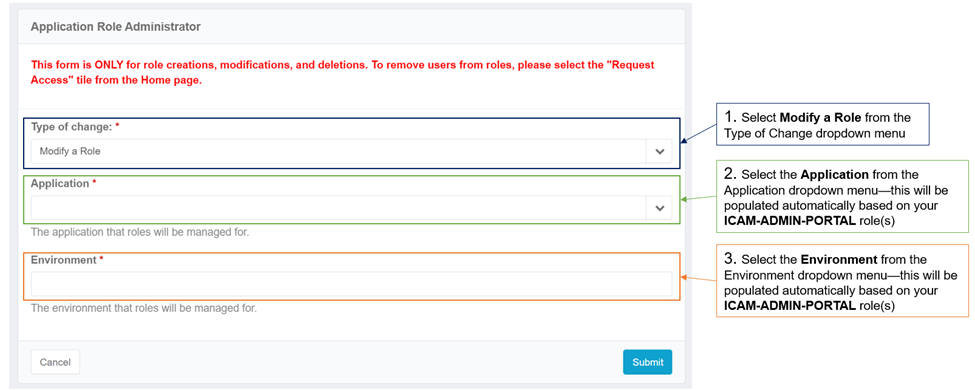 Application Role Administrator
This form is ONLY for role creations, modifications, and deletions. To remove users from roles, please select the "Request
Access" tile from the Home page.
Type of change: *
Modify a Role
1. Select Modify a Role from the
Type of Change dropdown menu
Application *
The application that roles will be managed for.
2. Select the Application from the
Application dropdown menu—this will be
populated automatically based on your
ICAM-ADMIN-PORTAL role(s)
Environment *
The environment that roles will be managed for.
3. Select the Environment from the
Environment dropdown menu—this will be
populated automatically based on your
ICAM-ADMIN-PORTAL role(s)
Cancel
Submit